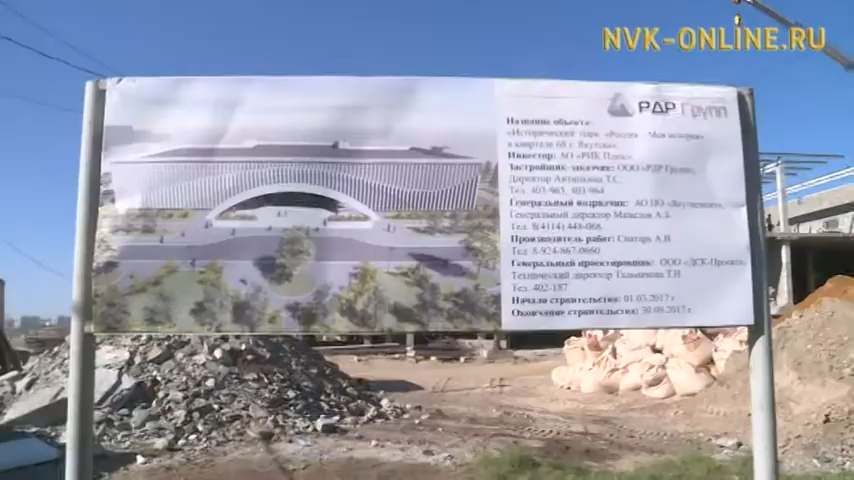 NVK-ONLINE.RU
РДР Групп
Название объекта:
«Исторический парк «Россия - Моя история»
в квартале 68 г. Якутска»
Инвестор: АО «РИК Плюс»
Застройщик-заказчик: ООО «РДР Групп»
Директор Т.С.
Тел. 403-965, 403-964
Генеральный подрядчик: АО ПО
Генеральный директор А.А.
Тел. 8(4114) 448-068
Производитель работ: Снатарь А.В.
Тел. 8-924-867-0660
Генеральный проектировщик: ООО «ДСК-Проект»
Технический директор Т.Н.
Тел. 402-187
Начало строительства: 01.03.2017 г.
Окончание строительства: 30.09.2017 г.